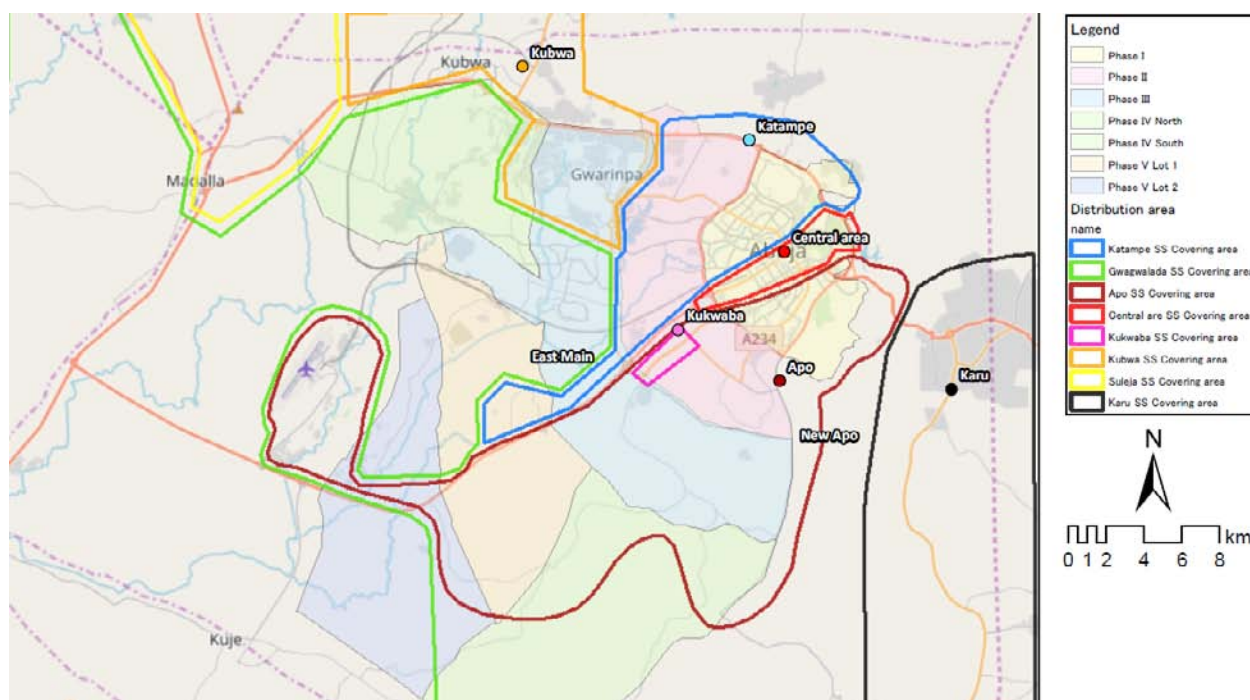 Kubwa
Kubwa
Katampe
Madalla
Gwarinpa
Central area
Abuja
Kukwaba
A234
East Main
Apo
Karu
New Apo
Kuje
Legend
Phase I
Phase II
Phase III
Phase IV North
Phase IV South
Phase V Lot 1
Phase V Lot 2
Distribution area
name
Katampe SS Covering area
Gwagwalada SS Covering area
Apo SS Covering area
Central are SS Covering area
Kukwaba SS Covering area
Kubwa SS Covering area
Suleja SS Covering area
Karu SS Covering area
N
km
0 1 2 4 6 8